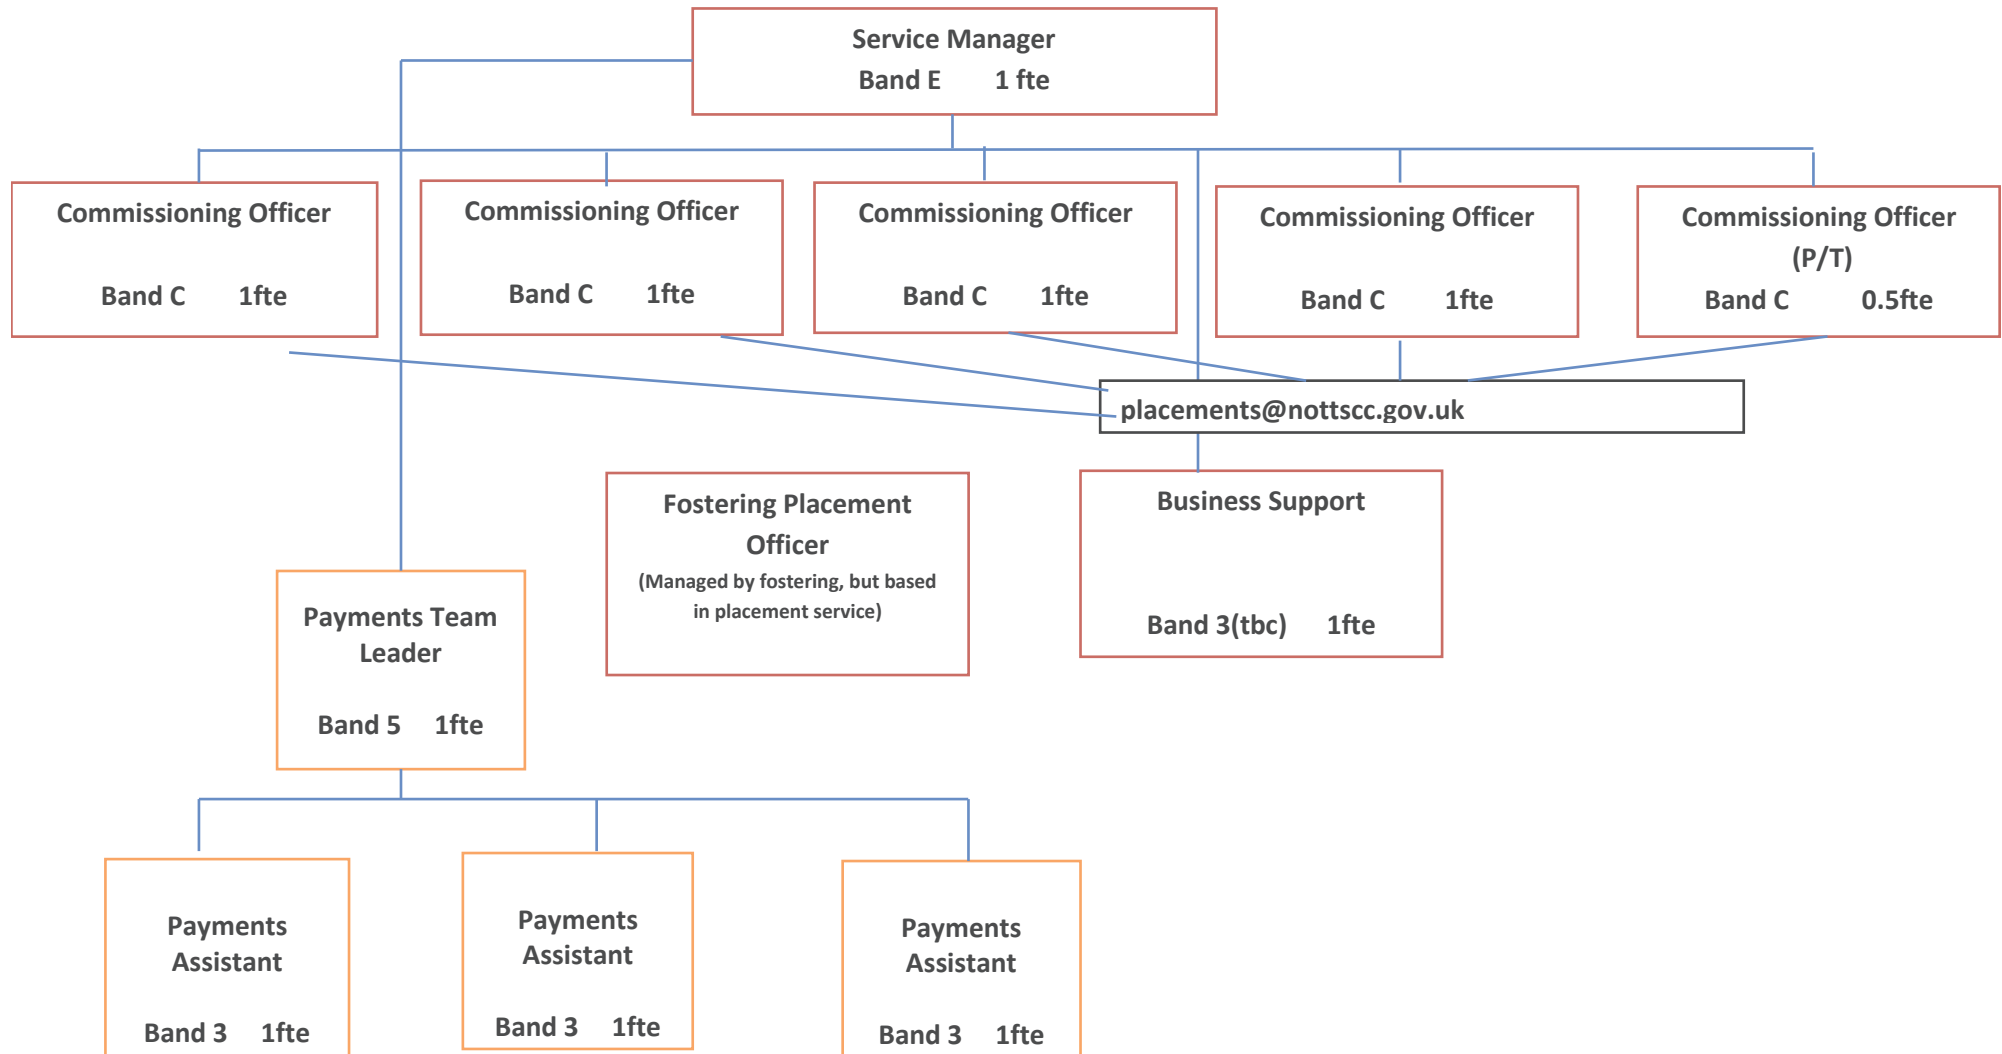 Service Manager
Band E 1 fte
Commissioning Officer
Band C 1fte
Commissioning Officer
Band C 1fte
Commissioning Officer
Band C 1fte
Commissioning Officer
Band C 1fte
Commissioning Officer
(P/T)
Band C 0.5fte
placements@nottscc.gov.uk
Fostering Placement
Officer
(Managed by fostering, but based
in placement service)
Business Support
Band 3(tbc) 1fte
Payments Team
Leader
Band 5 1fte
Payments
Assistant
Band 3 1fte
Payments
Assistant
Band 3 1fte
Payments
Assistant
Band 3 1fte